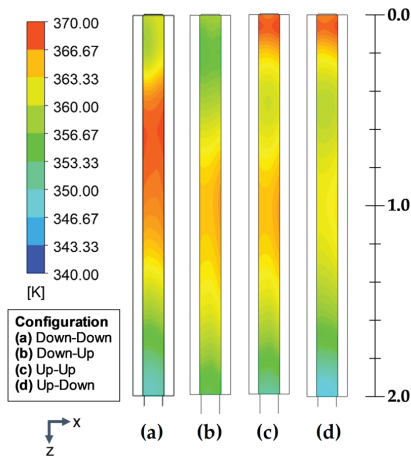 370.00
366.67
363.33
360.00
356.67
353.33
350.00
346.67
343.33
340.00
[K]
Configuration
(a) Down-Down
(b) Down-Up
(c) Up-Up
(d) Up-Down
X
Z
(a) (b) (c) (d)
0.0
1.0
2.0